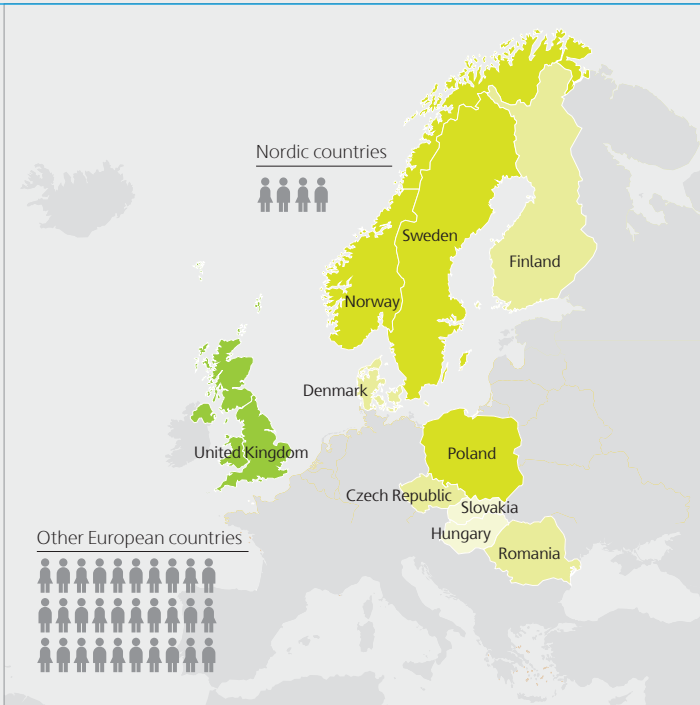 Nordic countries
Sweden
Finland
Norway
Denmark
United Kingdom
Poland
Czech Republic
Slovakia
Hungary
Romania
Other European countries